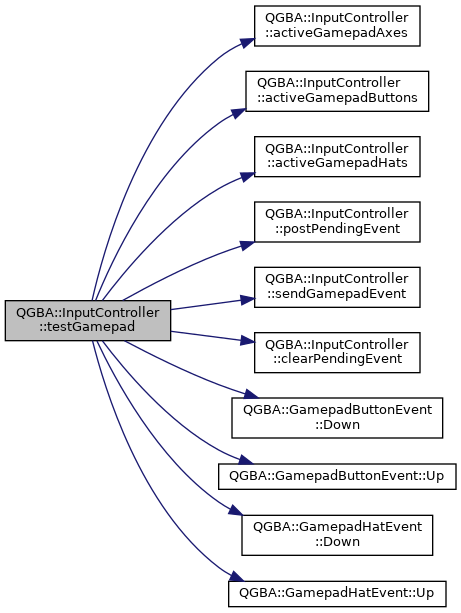 QGBA::InputController
::activeGamepadAxes
QGBA::InputController
::activeGamepadButtons
QGBA::InputController
::activeGamepadHats
QGBA::InputController
::postPendingEvent
QGBA::InputController
::sendGamepadEvent
QGBA::InputController
::testGamepad
QGBA::InputController
::clearPendingEvent
QGBA::GamepadButtonEvent
::Down
QGBA::GamepadButtonEvent::Up
QGBA::GamepadHatEvent
::Down
QGBA::GamepadHatEvent::Up